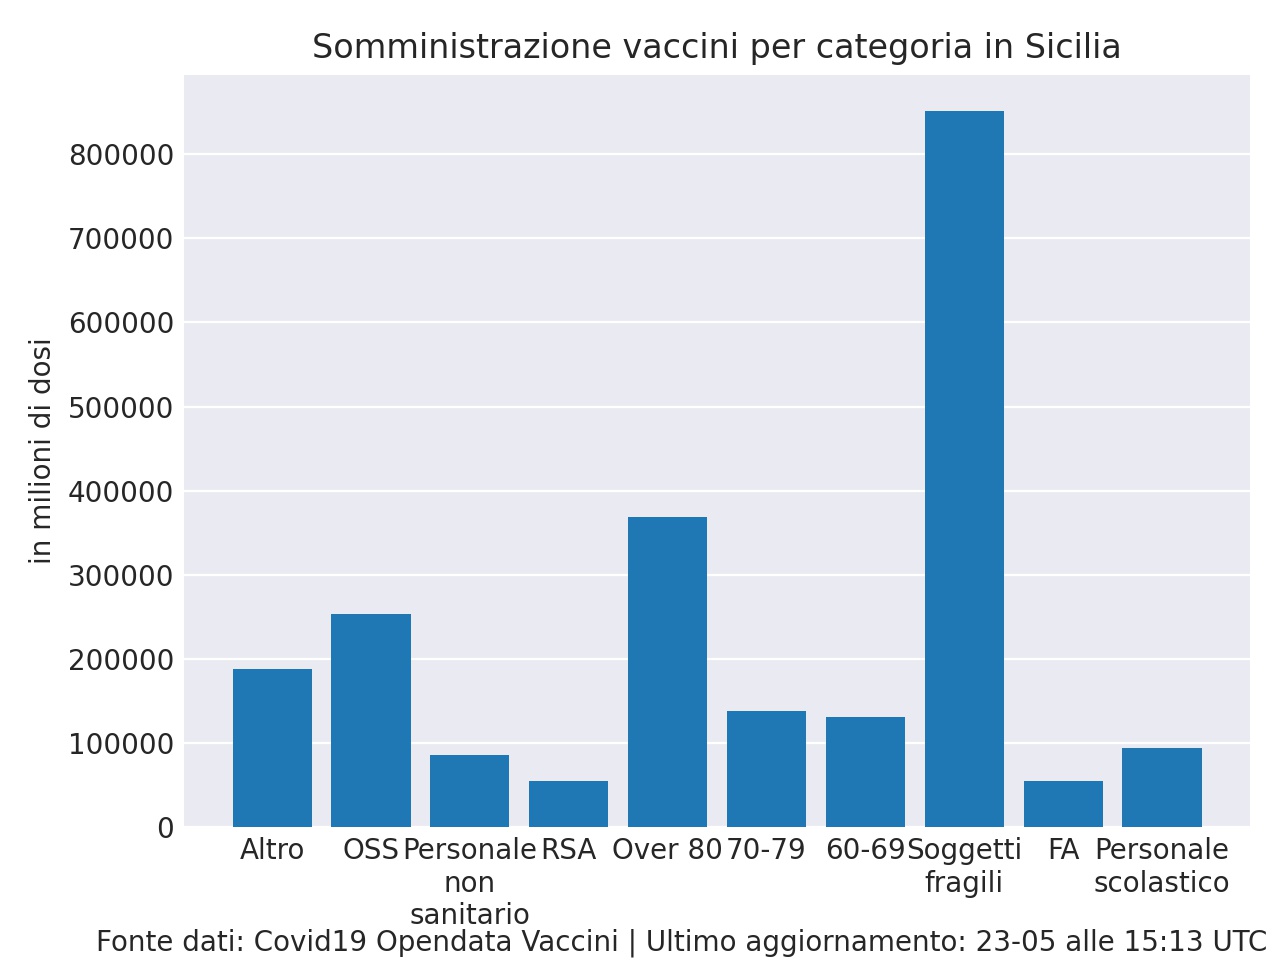 Somministrazione vaccini per categoria in Sicilia
in milioni di dosi
800000
700000
600000
500000
400000
300000
200000
100000
0
Altro
OSS
Personale
non
sanitario
RSA
Over 80
70-79
60-69
Soggetti
fragili
FA
Personale
scolastico
Fonte dati: Covid19 Opendata Vaccini | Ultimo aggiornamento: 23-05 alle 15:13 UTC